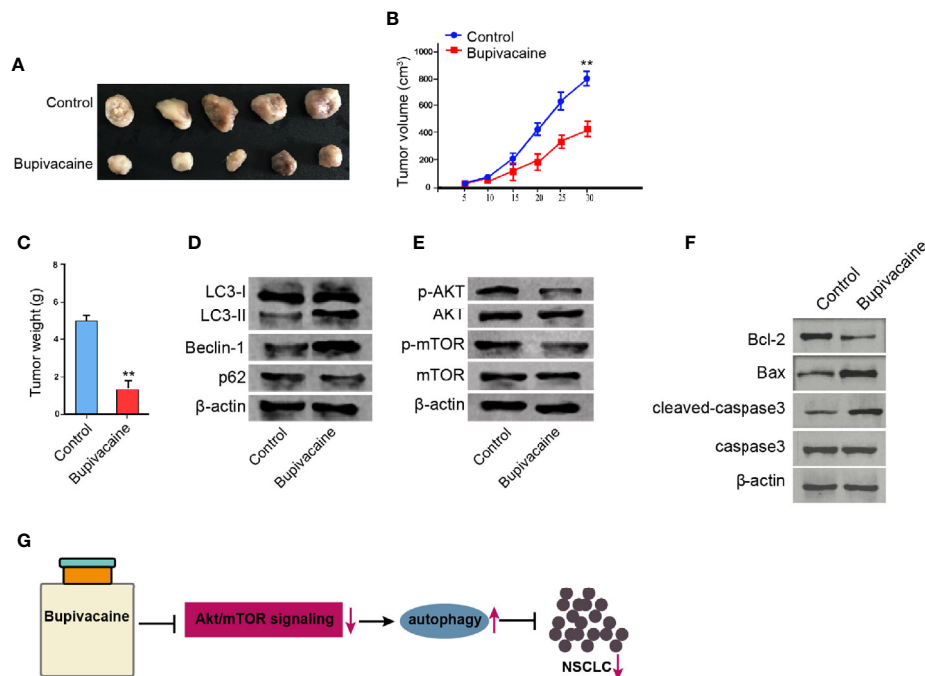 A
Control
Bupivacaine
B
Control
Bupivacaine
**
Tumor volume (cm³)
1000
800
600
400
200
0
5 10 15 20 25 30
C
Tumor weight (g)
8
6
4
2
0
**
Control
Bupivacaine
D
LC3-I
LC3-II
Beclin-1
p62
β-actin
Control
Bupivacaine
E
p-AKT
AKT
p-mTOR
mTOR
β-actin
Control
Bupivacaine
F
Control
Bupivacaine
Bcl-2
Bax
cleaved-caspase3
caspase3
β-actin
G
Bupivacaine
Akt/mTOR signaling
autophagy
NSCLC